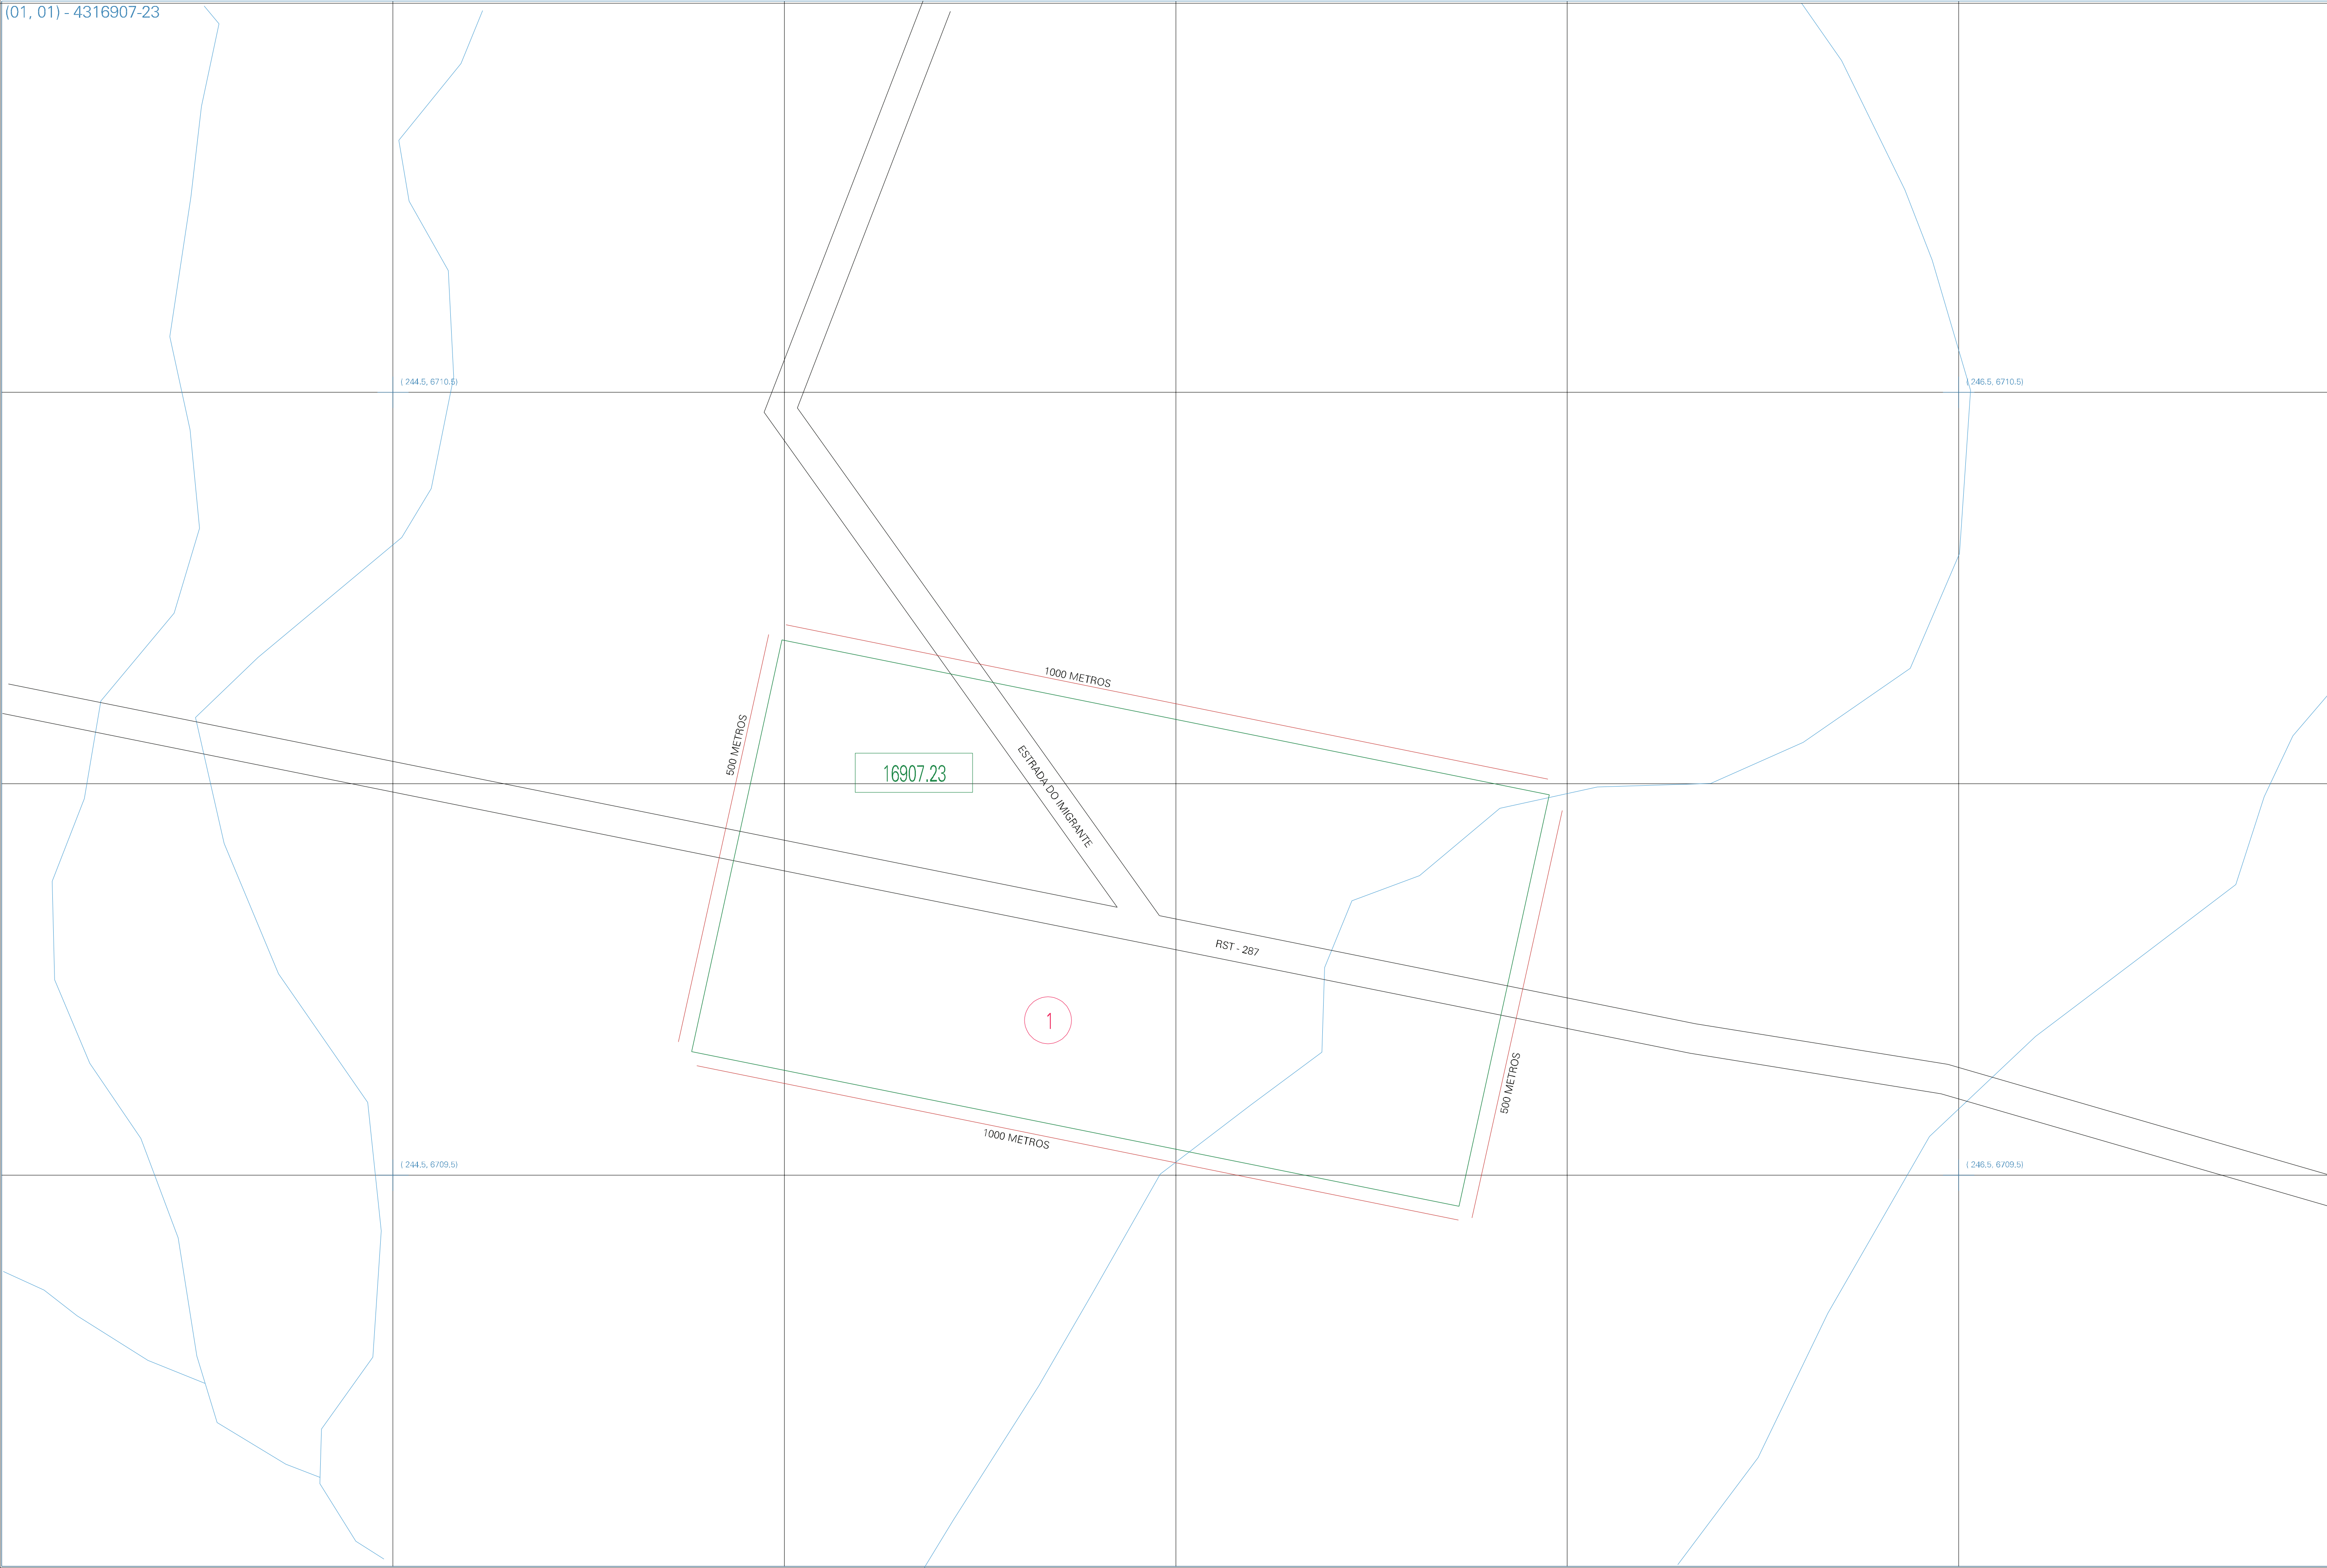 (01, 01) - 4316907-23
( 244.5, 6710.5)
( 246.5, 6710.5)
1000 METROS
500 METROS
16907.23
ESTRADA DO IMIGRANTE
RST - 287
1
500 METROS
1000 METROS
( 244.5, 6709.5)
( 246.5, 6709.5)